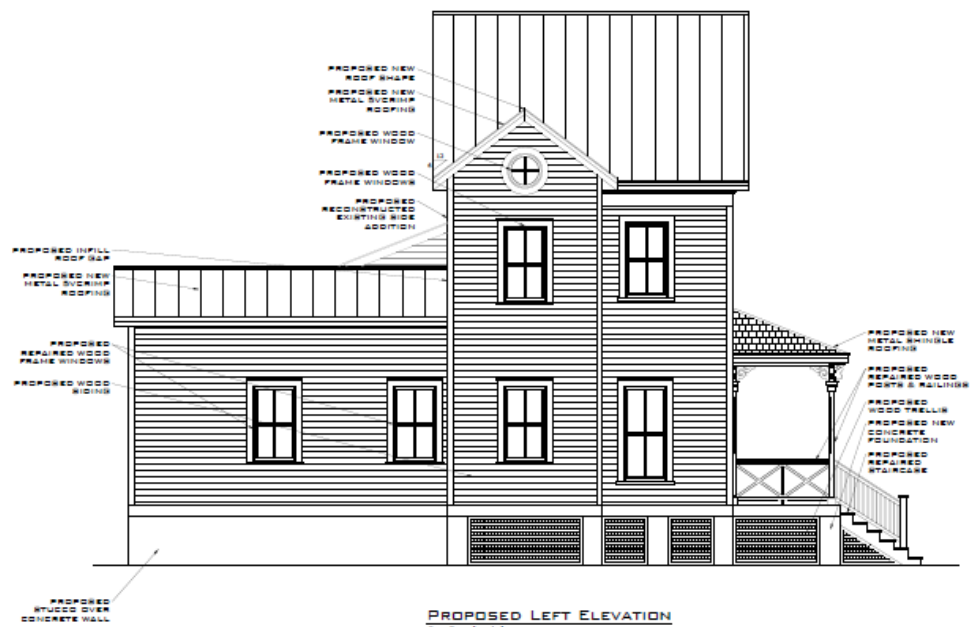 PROPOSED NEW
ROOF SHAPE
PROPOSED NEW
METAL 5VCRIMP
ROOFING
PROPOSED WOOD
FRAME WINDOW
12
PROPOSED WOOD
FRAME WINDOWS
PROPOSED
RECONSTRUCTED
EXISTING SIDE
ADDITION
PROPOSED INFILL
ROOF GAP
PROPOSED NEW
METAL 5VCRIMP
ROOFING
PROPOSED
REPAIRED WOOD
FRAME WINDOWS
PROPOSED WOOD
SIDING
PROPOSED NEW
METAL SHINGLE
ROOFING
PROPOSED
REPAIRED WOOD
POSTS & RAILINGS
PROPOSED
WOOD TRELLIS
PROPOSED NEW
CONCRETE
FOUNDATION
PROPOSED
REPAIRED
STAIRCASE
PROPOSED
STUCCO OVER
CONCRETE WALL
PROPOSED LEFT ELEVATION